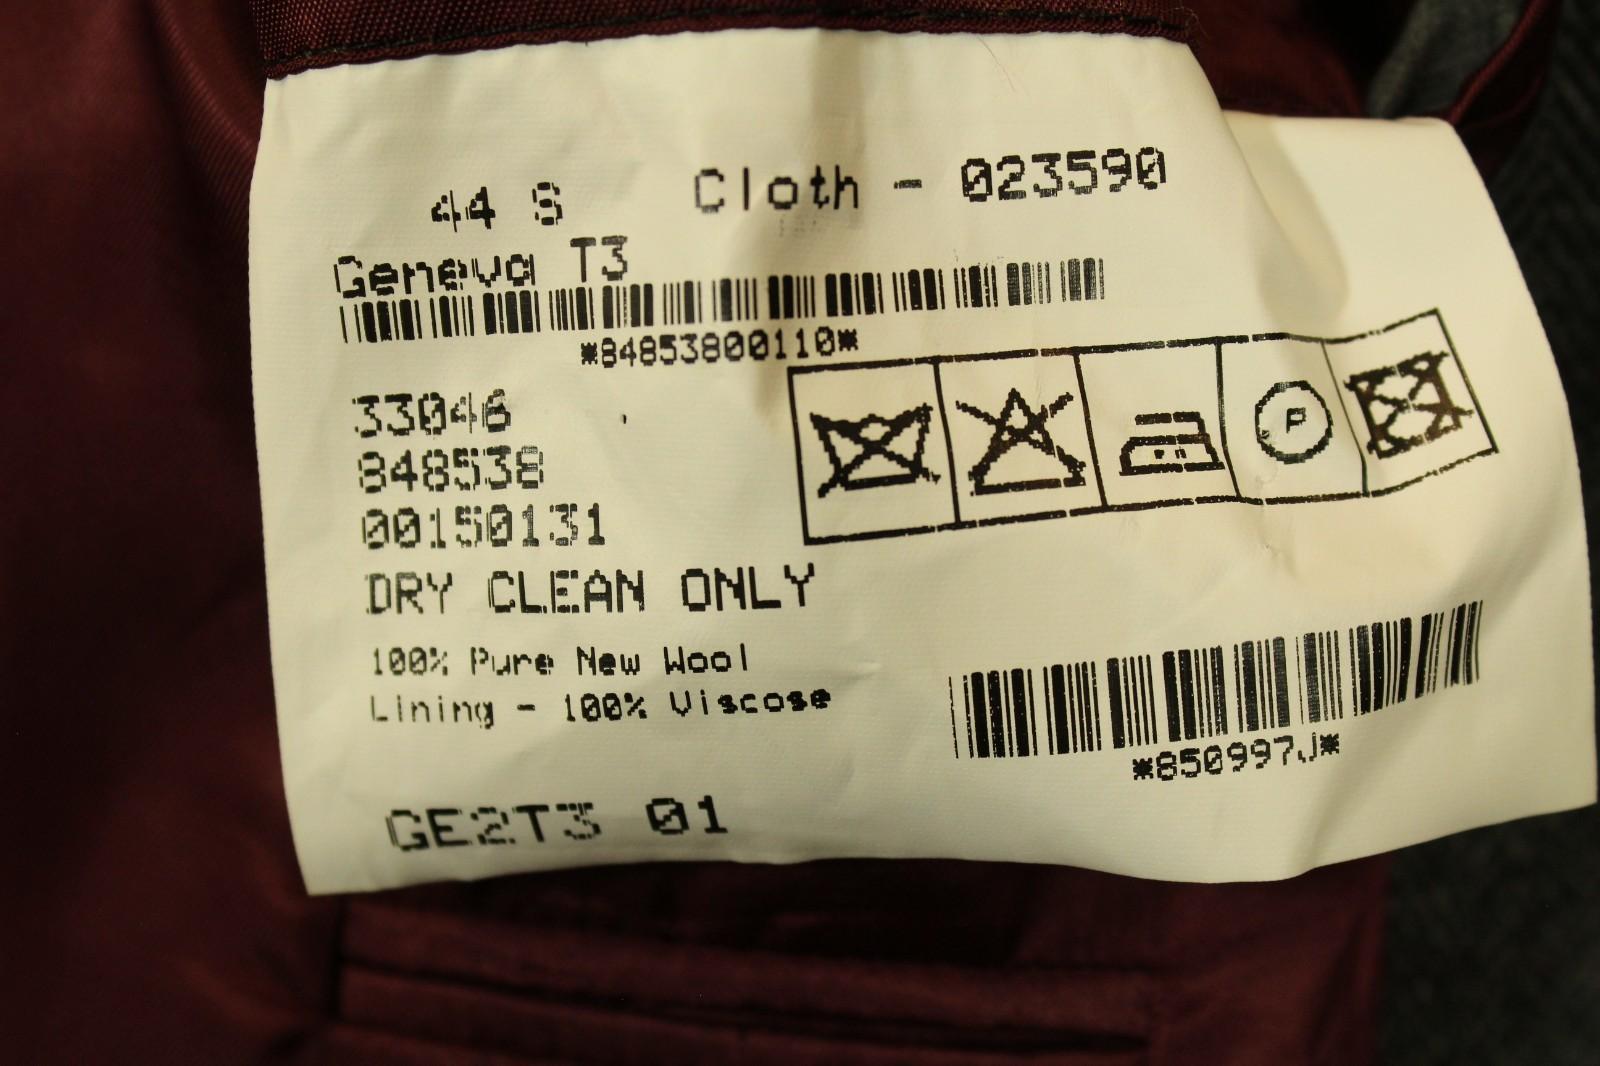 44 S Cloth - 023590
Geneva T3
*84853800110*
33046
848538
00150131
DRY CLEAN ONLY
100% Pure New Wool
Lining - 100% Viscose
P
*850997J*
GE2T3 01